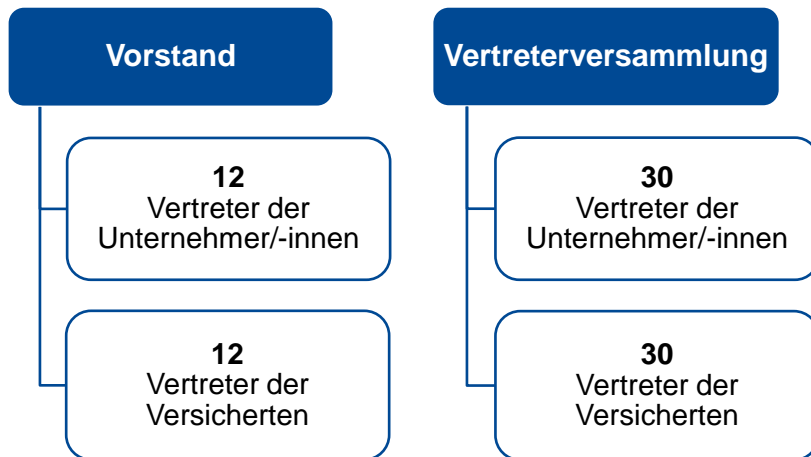 Vorstand
12
Vertreter der
Unternehmer/-innen
12
Vertreter der
Versicherten
Vertreterversammlung
30
Vertreter der
Unternehmer/-innen
30
Vertreter der
Versicherten